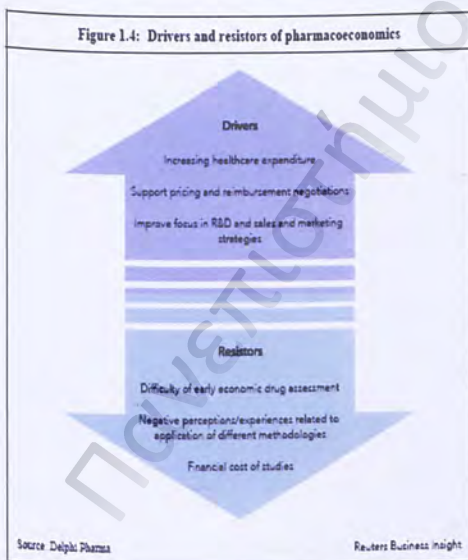 Figure 1.4: Drivers and resistors of pharmacoeconomics
Drivers
Increasing healthcare expenditure
Support pricing and reimbursement negotiations
Improve focus in R&D and sales and marketing
strategies
Resistors
Difficulty of early economic drug assessment
Negative perceptions/experiences related to
application of different methodologies
Financial cost of studies
Source: Delphi Pharma
Reuters Business Insight
Πανεπιστήμιο